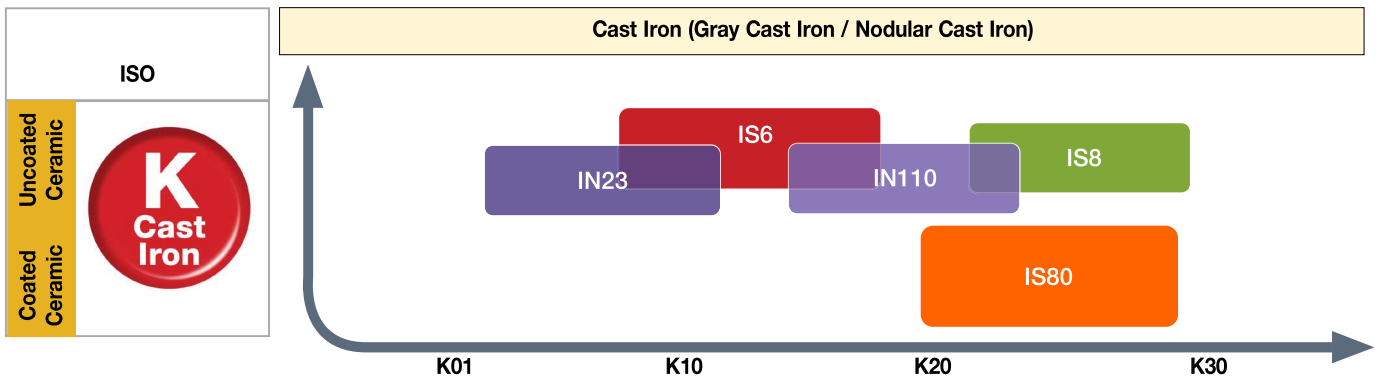 ISO
Cast Iron (Gray Cast Iron / Nodular Cast Iron)
Uncoated
Ceramic
Coated
Ceramic
K
Cast
Iron
IS6
IN23
IN110
IS8
IS80
K01 K10 K20 K30